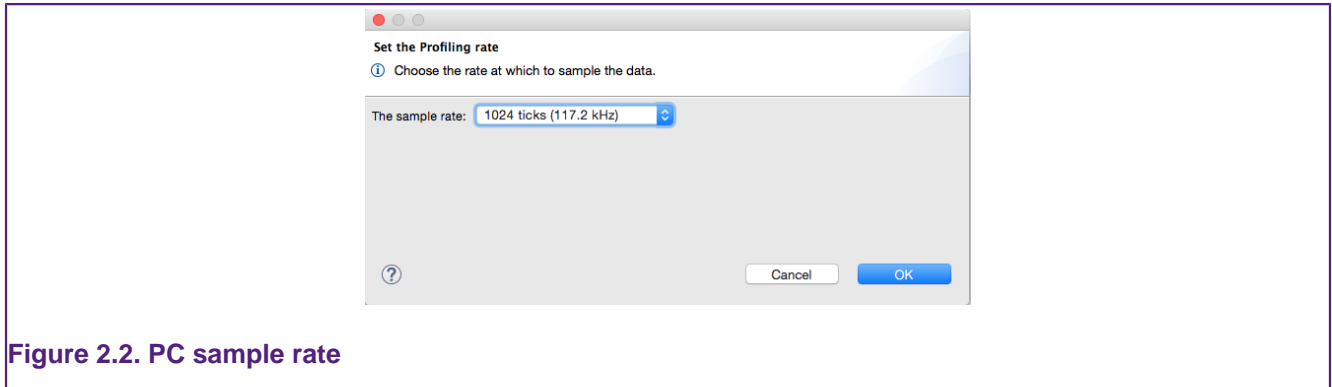 Set the Profiling rate
Choose the rate at which to sample the data.
The sample rate: 1024 ticks (117.2 kHz)
? Cancel OK
Figure 2.2. PC sample rate